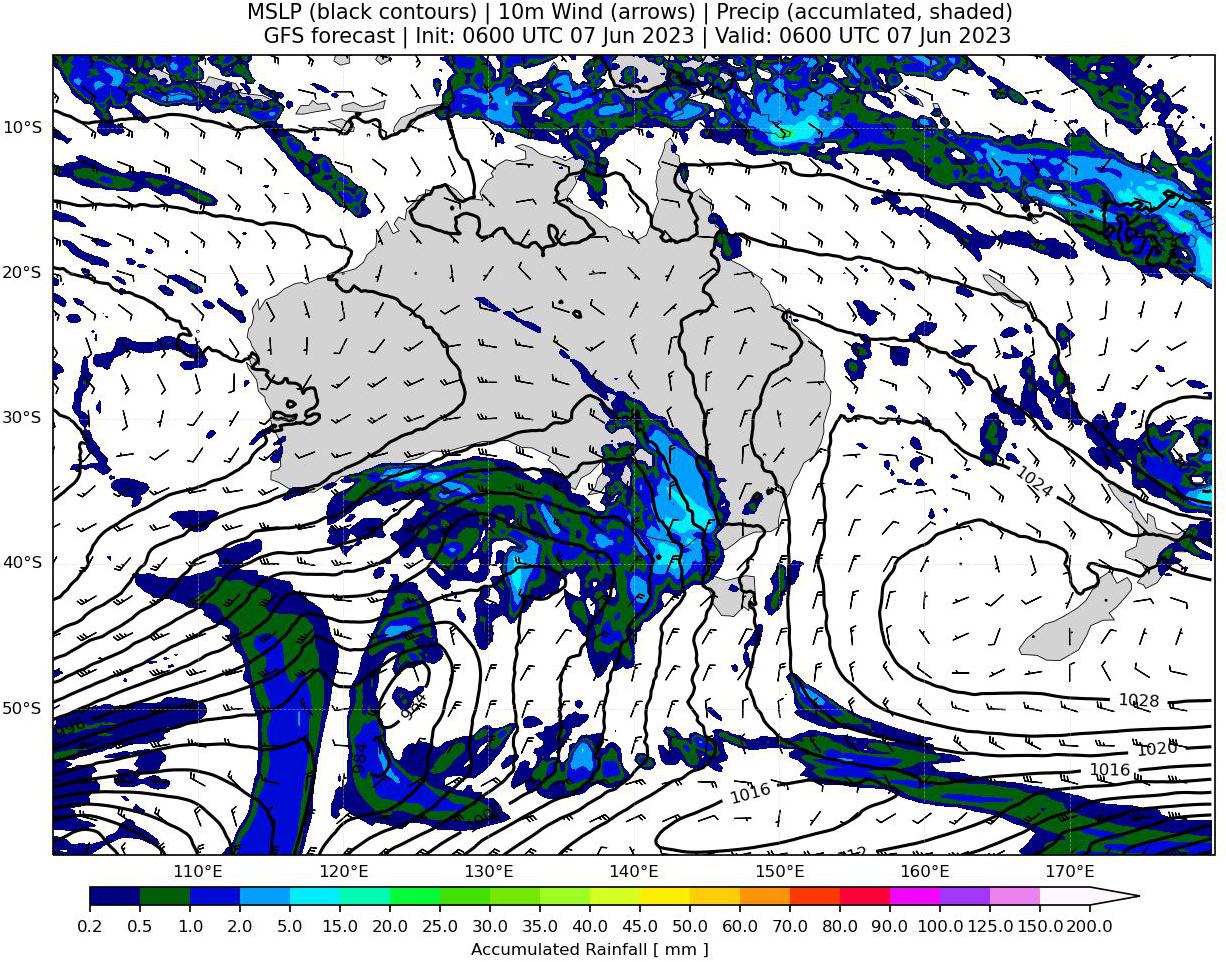 MSLP (black contours) | 10m Wind (arrows) | Precip (accumlated, shaded)
GFS forecast | Init: 0600 UTC 07 Jun 2023 | Valid: 0600 UTC 07 Jun 2023
10°S
20°S
30°S
40°S
50°S
1024
1028
1020
1016
1016
984
984
110°E 120°E 130°E 140°E 150°E 160°E 170°E
0.2 0.5 1.0 2.0 5.0 10.0 15.0 20.0 25.0 30.0 35.0 40.0 45.0 50.0 60.0 70.0 80.0 90.0 100.0 125.0 150.0 200.0
Accumulated Rainfall [ mm ]